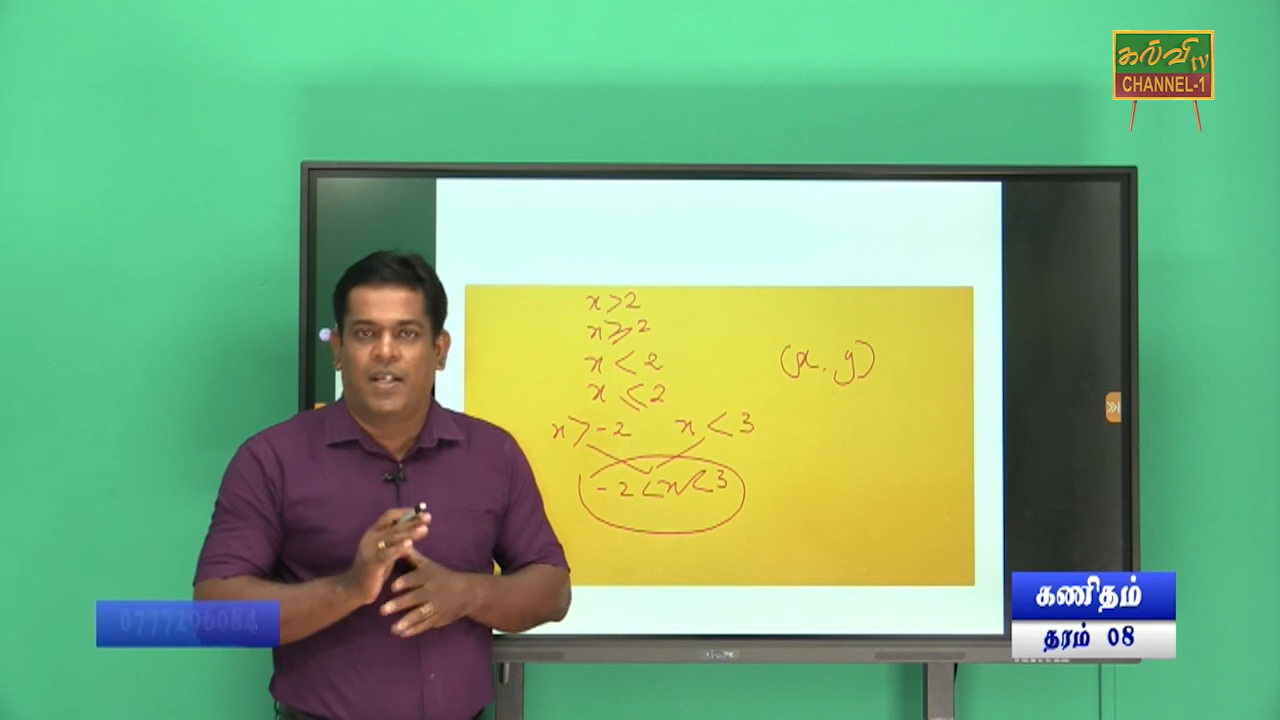 கல்வி TV
CHANNEL-1
x > 2
x ≥ 2
x < 2
x ≤ 2
(x, y)
x > -2 x < 3
-2 < x < 3
கணிதம்
தரம் 08